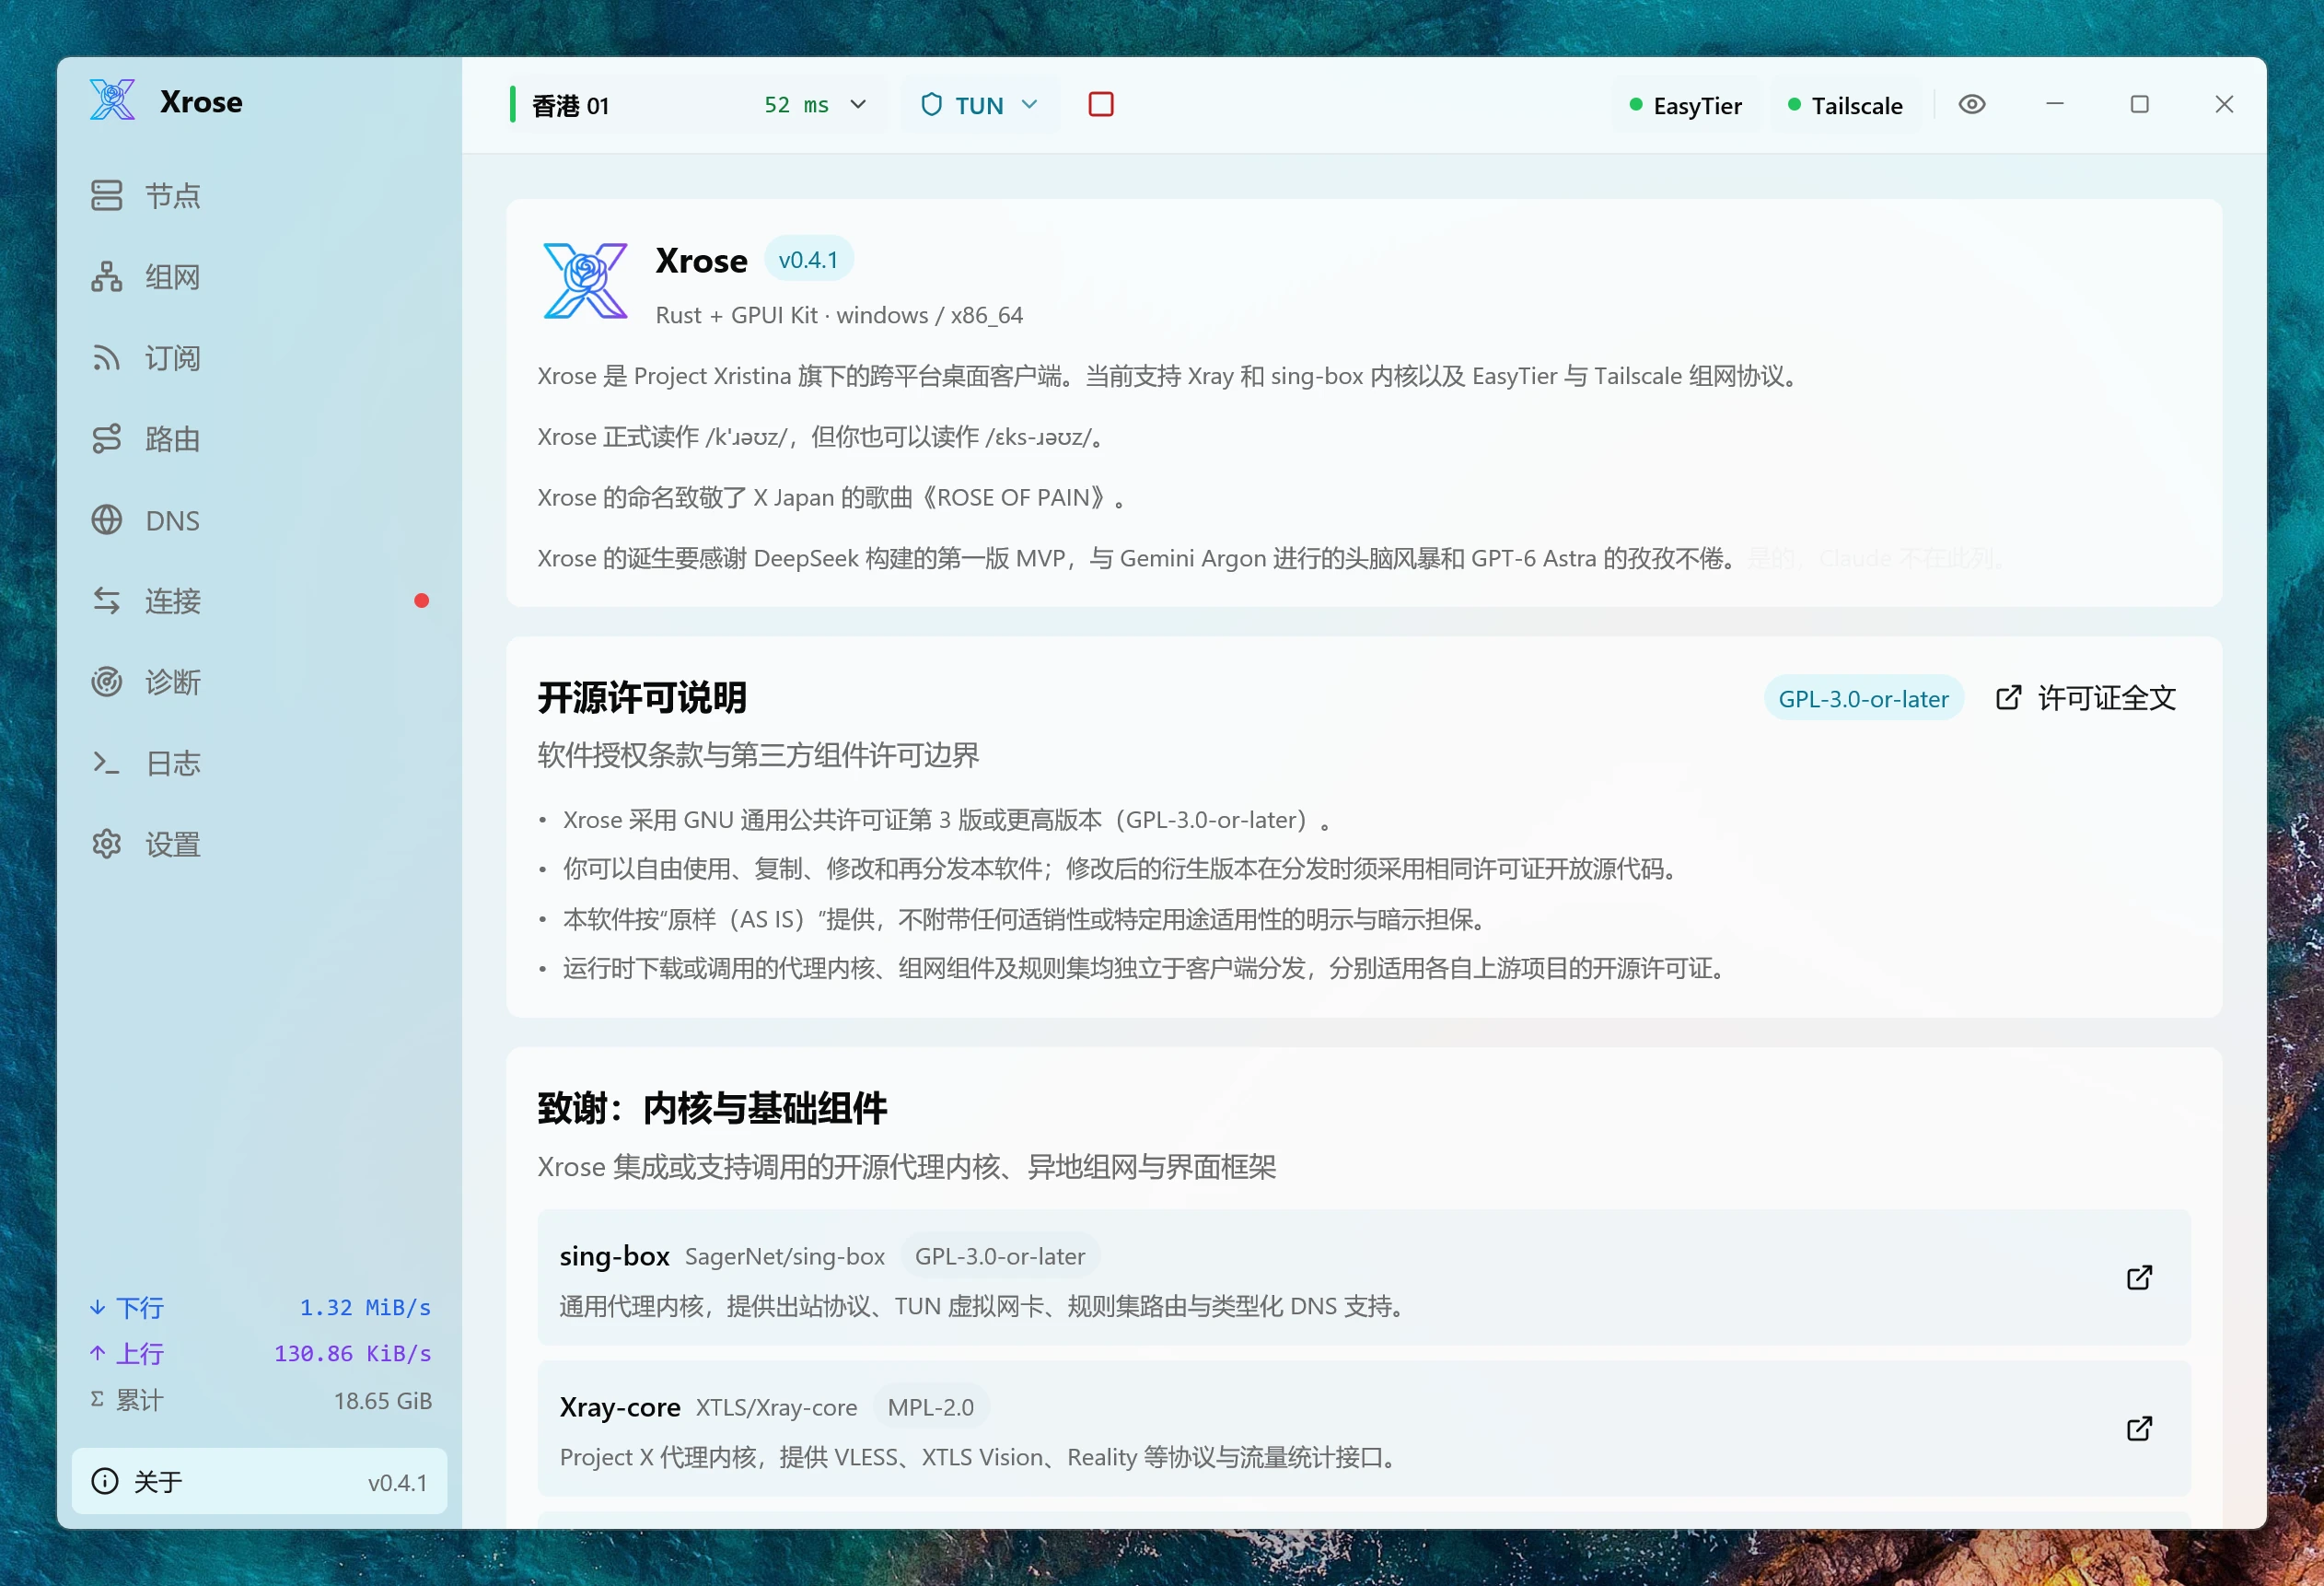 Xrose
节点
组网
订阅
路由
DNS
连接
诊断
日志
设置
下行 1.32 MiB/s
上行 130.86 KiB/s
Σ 累计 18.65 GiB
关于 v0.4.1
香港 01 52 ms TUN EasyTier Tailscale
Xrose v0.4.1
Rust + GPUI Kit · windows / x86_64
Xrose 是 Project Xristina 旗下的跨平台桌面客户端。当前支持 Xray 和 sing-box 内核以及 EasyTier 与 Tailscale 组网协议。
Xrose 正式读作 /k'ɹəʊz/，但你也可以读作 /ɛks-ɹəʊz/。
Xrose 的命名致敬了 X Japan 的歌曲《ROSE OF PAIN》。
Xrose 的诞生要感谢 DeepSeek 构建的第一版 MVP，与 Gemini Argon 进行的头脑风暴和 GPT-6 Astra 的孜孜不倦。是的，Claude 不在此列。
开源许可说明 GPL-3.0-or-later 许可证全文
软件授权条款与第三方组件许可边界
• Xrose 采用 GNU 通用公共许可证第 3 版或更高版本（GPL-3.0-or-later）。
• 你可以自由使用、复制、修改和再分发本软件；修改后的衍生版本在分发时须采用相同许可证开放源代码。
• 本软件按“原样（AS IS）”提供，不附带任何适销性或特定用途适用性的明示与暗示担保。
• 运行时下载或调用的代理内核、组网组件及规则集均独立于客户端分发，分别适用各自上游项目的开源许可证。
致谢：内核与基础组件
Xrose 集成或支持调用的开源代理内核、异地组网与界面框架
sing-box SagerNet/sing-box GPL-3.0-or-later
通用代理内核，提供出站协议、TUN 虚拟网卡、规则集路由与类型化 DNS 支持。
Xray-core XTLS/Xray-core MPL-2.0
Project X 代理内核，提供 VLESS、XTLS Vision、Reality 等协议与流量统计接口。